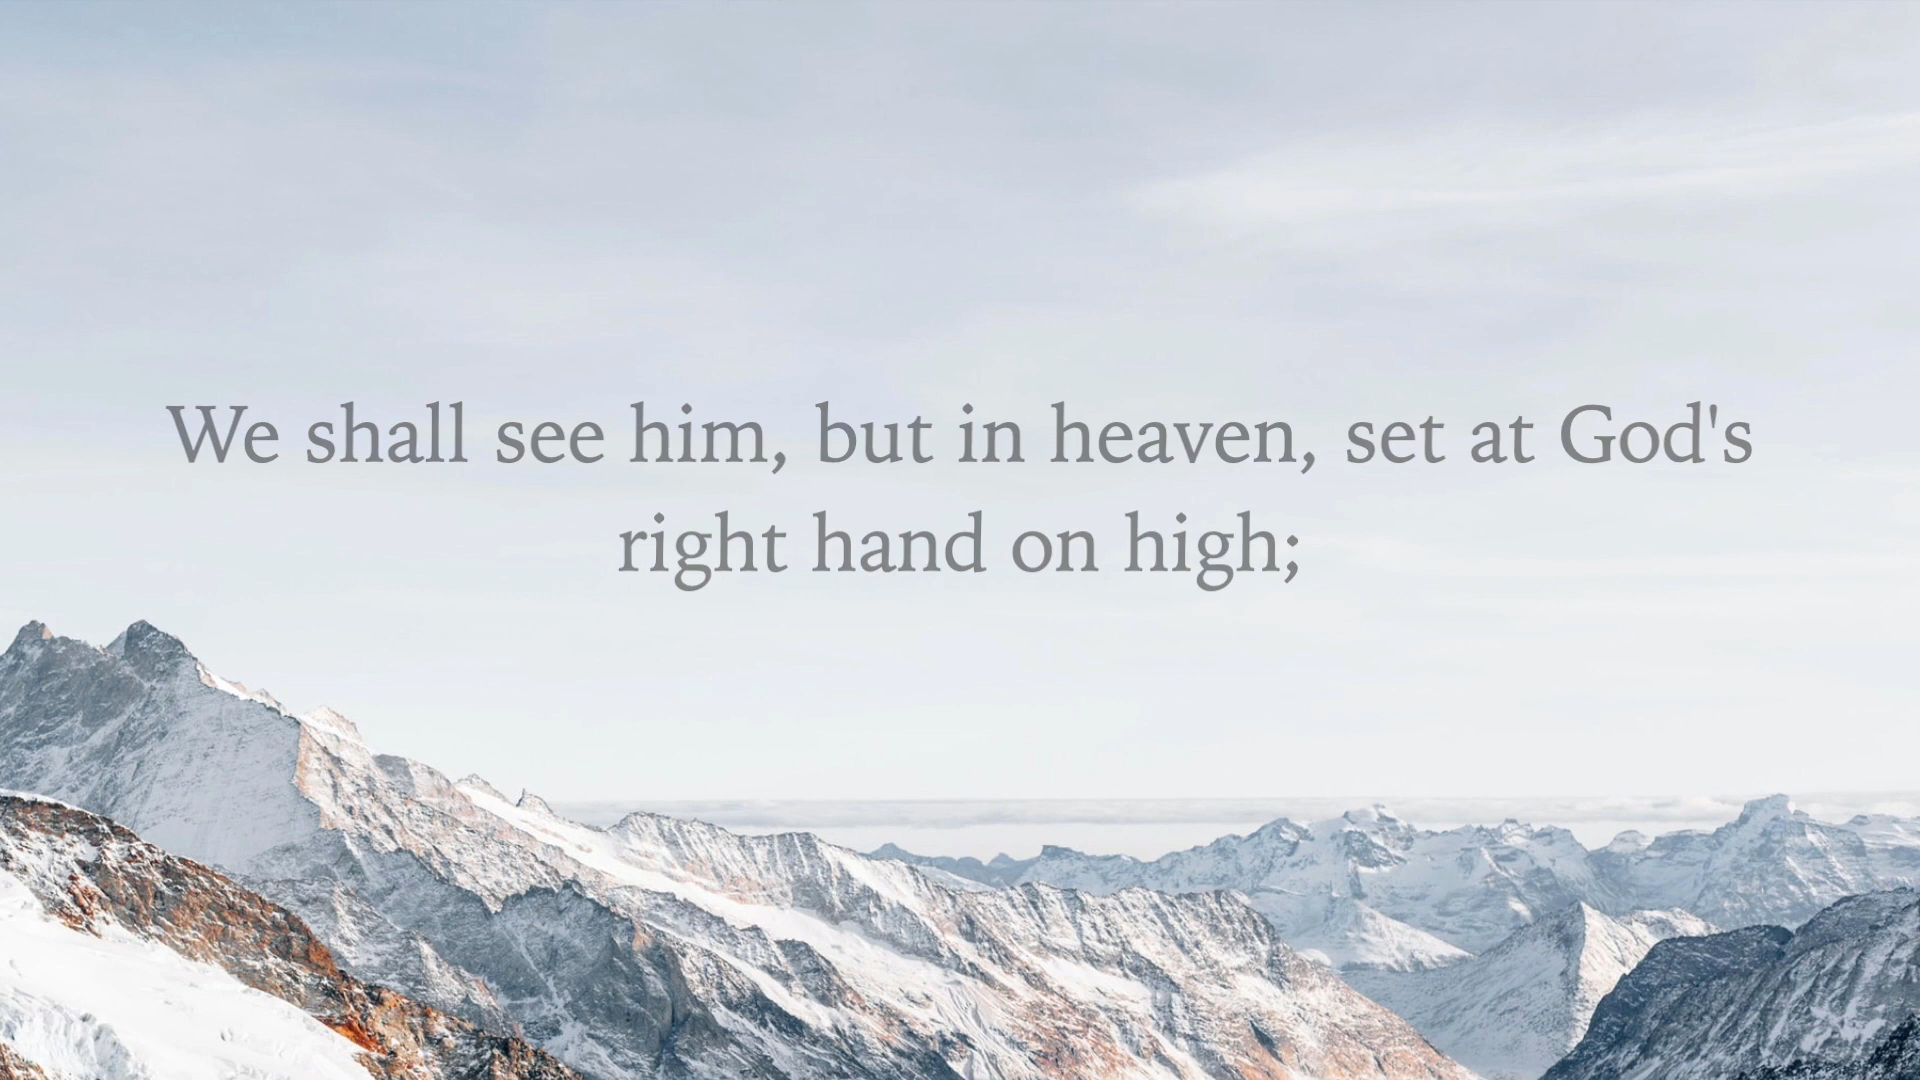 We shall see him, but in heaven, set at God's
right hand on high;